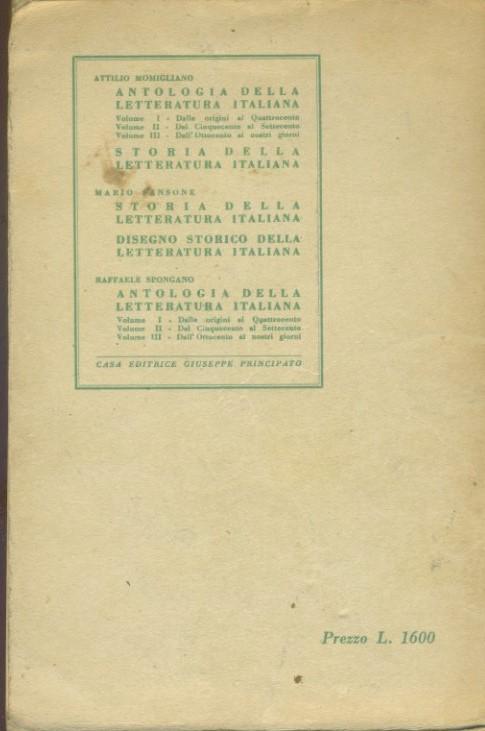 ATTILIO MOMIGLIANO
ANTOLOGIA DELLA
LETTERATURA ITALIANA
Volume I - Dalle origini al Quattrocento
Volume II - Dal Cinquecento al Settecento
Volume III - Dall'Ottocento ai nostri giorni
STORIA DELLA
LETTERATURA ITALIANA
MARIO SANSONE
STORIA DELLA
LETTERATURA ITALIANA
DISEGNO STORICO DELLA
LETTERATURA ITALIANA
RAFFAELE SPONGANO
ANTOLOGIA DELLA
LETTERATURA ITALIANA
Volume I - Dalle origini al Quattrocento
Volume II - Dal Cinquecento al Settecento
Volume III - Dall'Ottocento ai nostri giorni
CASA EDITRICE GIUSEPPE PRINCIPATO
Prezzo L. 1600